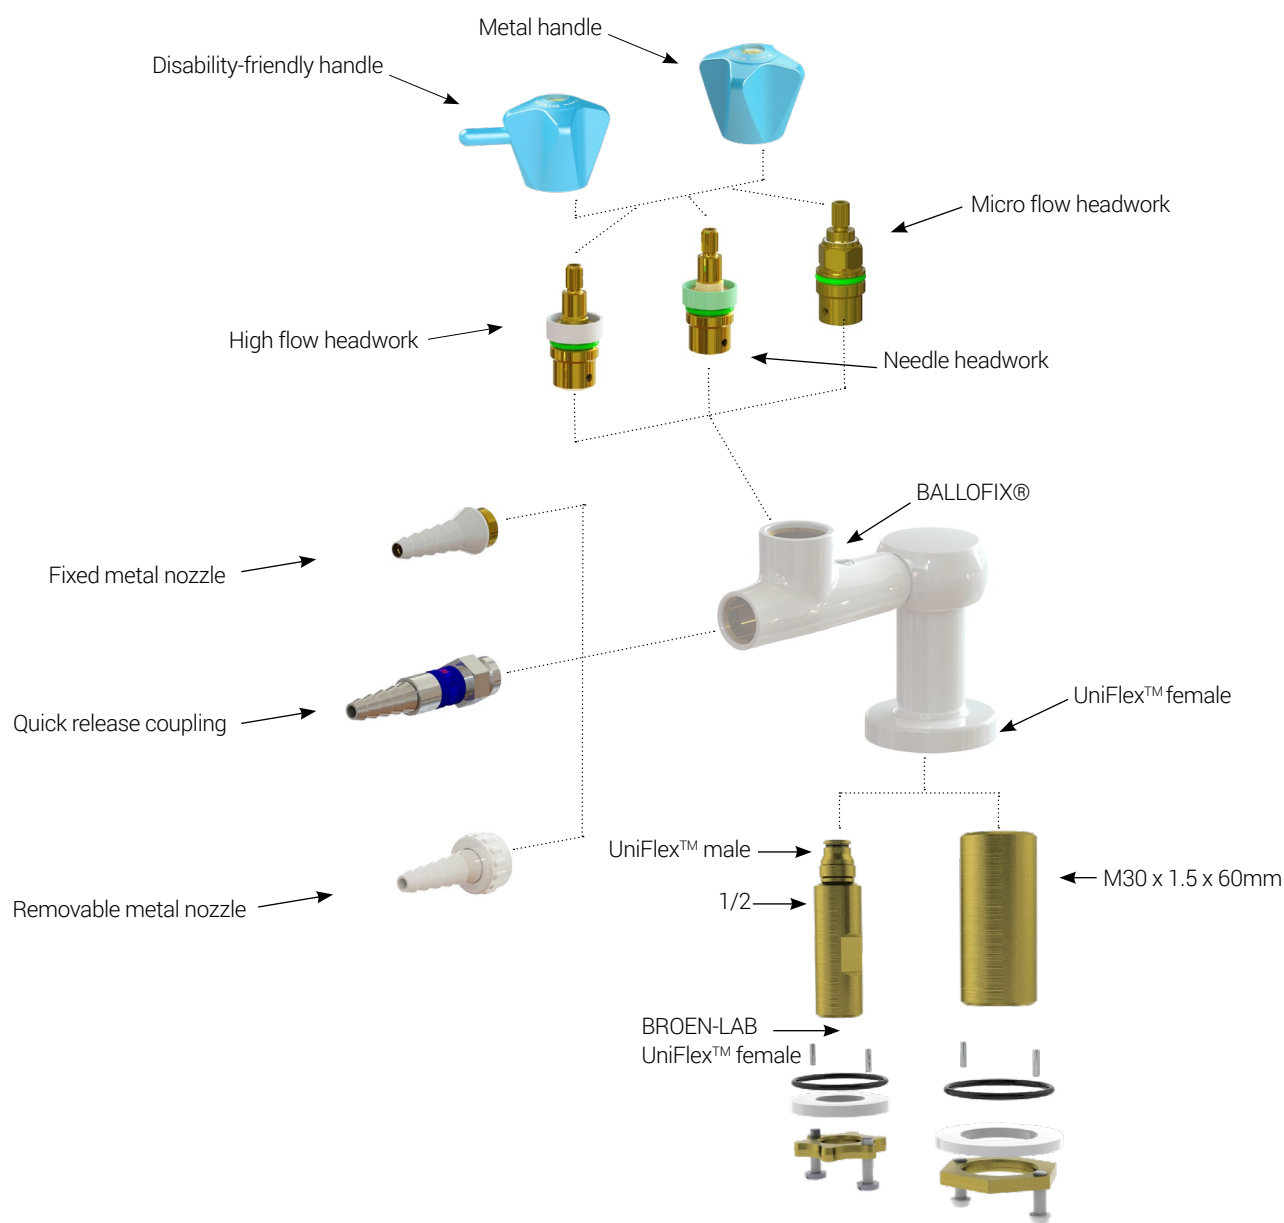 Metal handle
Disability-friendly handle
Micro flow headwork
High flow headwork
Needle headwork
BALLOFIX®
Fixed metal nozzle
UniFlex™ female
Quick release coupling
UniFlex™ male
M30 x 1.5 x 60mm
1/2
Removable metal nozzle
BROEN-LAB
UniFlex™ female